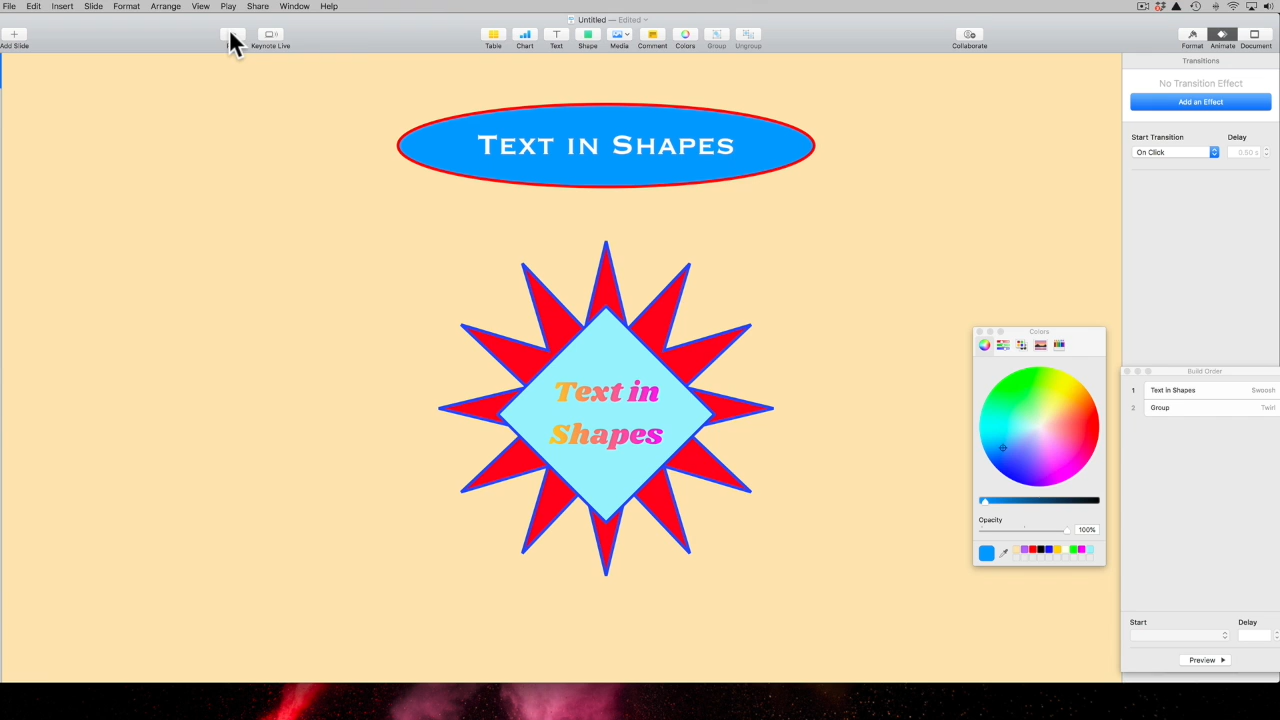 File Edit Insert Slide Format Arrange View Play Share Window Help
Untitled — Edited
Add Slide Keynote Live Table Chart Text Shape Media Comment Colors Group Ungroup Collaborate Format Animate Document
Transitions
No Transition Effect
Add an Effect
Start Transition Delay
On Click 0.50 s
Text in Shapes
Text in
Shapes
Colors
Opacity
100%
Build Order
1 Text in Shapes Swoosh
2 Group Twirl
Start Delay
Preview